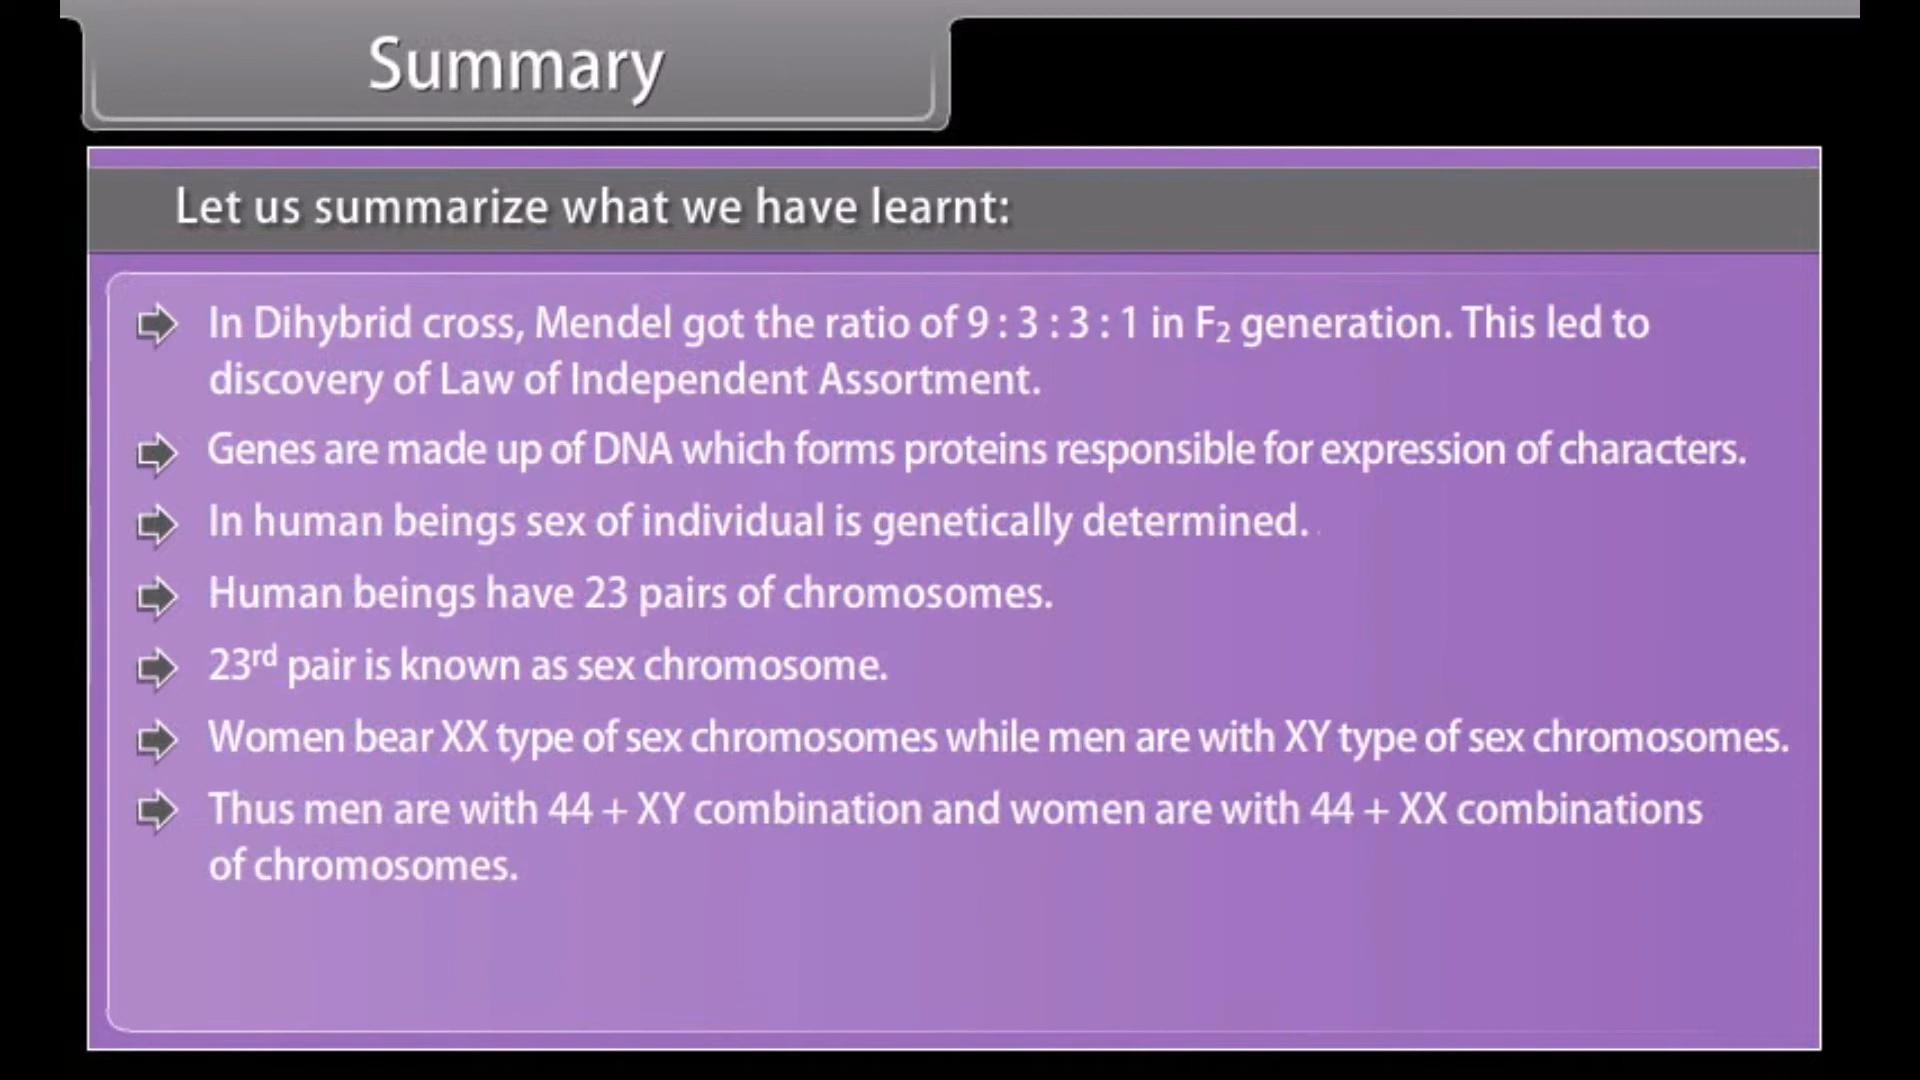 Summary
Let us summarize what we have learnt:
In Dihybrid cross, Mendel got the ratio of 9 : 3 : 3 : 1 in F₂ generation. This led to
discovery of Law of Independent Assortment.
Genes are made up of DNA which forms proteins responsible for expression of characters.
In human beings sex of individual is genetically determined.
Human beings have 23 pairs of chromosomes.
23ʳᵈ pair is known as sex chromosome.
Women bear XX type of sex chromosomes while men are with XY type of sex chromosomes.
Thus men are with 44 + XY combination and women are with 44 + XX combinations
of chromosomes.